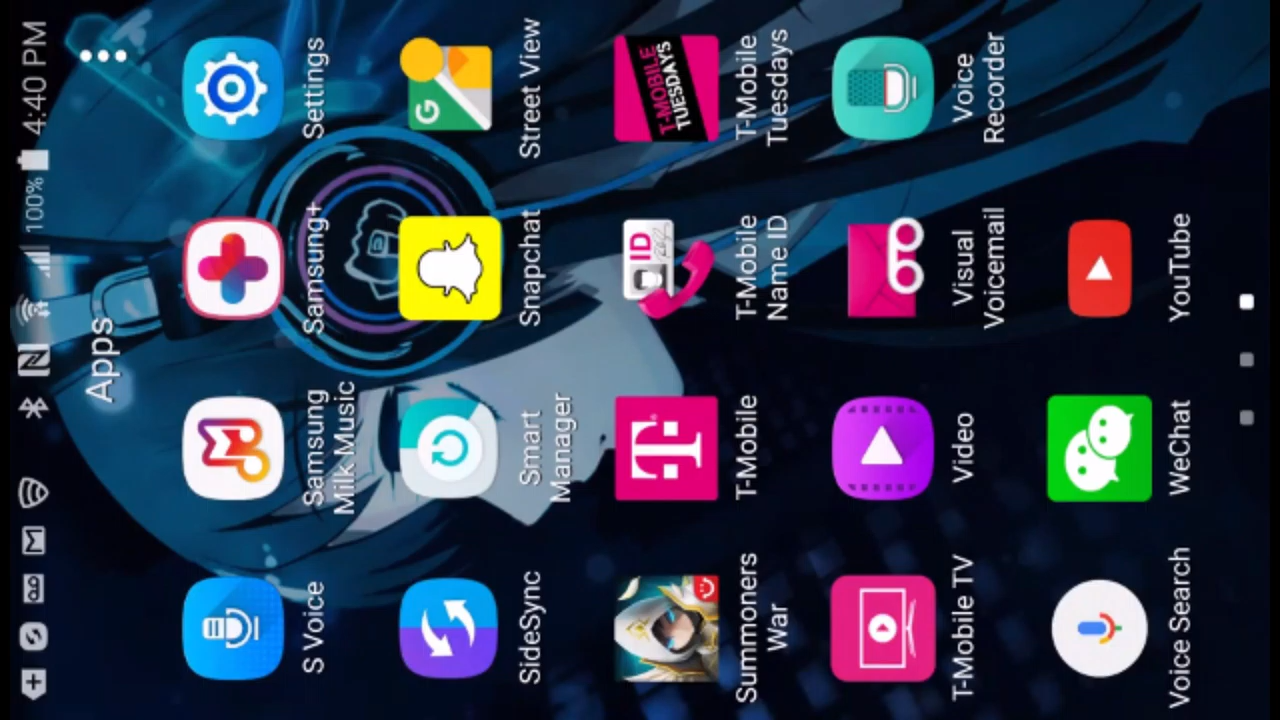 100% 4:40 PM
Apps
S Voice
Samsung
Milk Music
Samsung+
Settings
SideSync
Smart
Manager
Snapchat
G
Street View
T-MOBILE
TUESDAYS
ID
Summoners
War
T-Mobile
T-Mobile
Name ID
T-Mobile
Tuesdays
T-Mobile TV
Video
Visual
Voicemail
Voice
Recorder
Voice Search
WeChat
YouTube